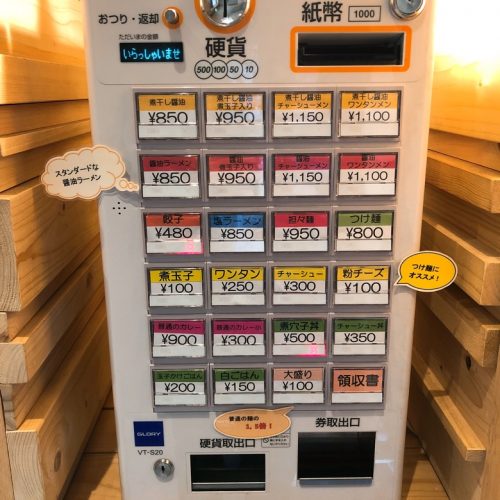 おつり・返却
ただいまの金額
いらっしゃいませ
硬貨
500 100 50 10
紙幣
1000
煮干し醤油
¥850
煮干し醤油
煮玉子入り
¥950
煮干し醤油
チャーシューメン
¥1,150
煮干し醤油
ワンタンメン
¥1,100
スタンダードな
醤油ラーメン
醤油ラーメン
¥850
醤油
煮玉子入り
¥950
醤油
チャーシューメン
¥1,150
醤油
ワンタンメン
¥1,100
餃子
¥480
塩ラーメン
¥850
担々麺
¥950
つけ麺
¥800
煮玉子
¥100
ワンタン
¥250
チャーシュー
¥300
粉チーズ
¥100
つけ麺に
オススメ!
普通のカレー
¥900
普通のカレー小
¥300
煮穴子丼
¥500
チャーシュー丼
¥350
玉子かけごはん
¥200
白ごはん
¥150
大盛り
¥100
領収書
普通の麺の
1.5倍!
GLORY
VT-S20
硬貨取出口
券取出口